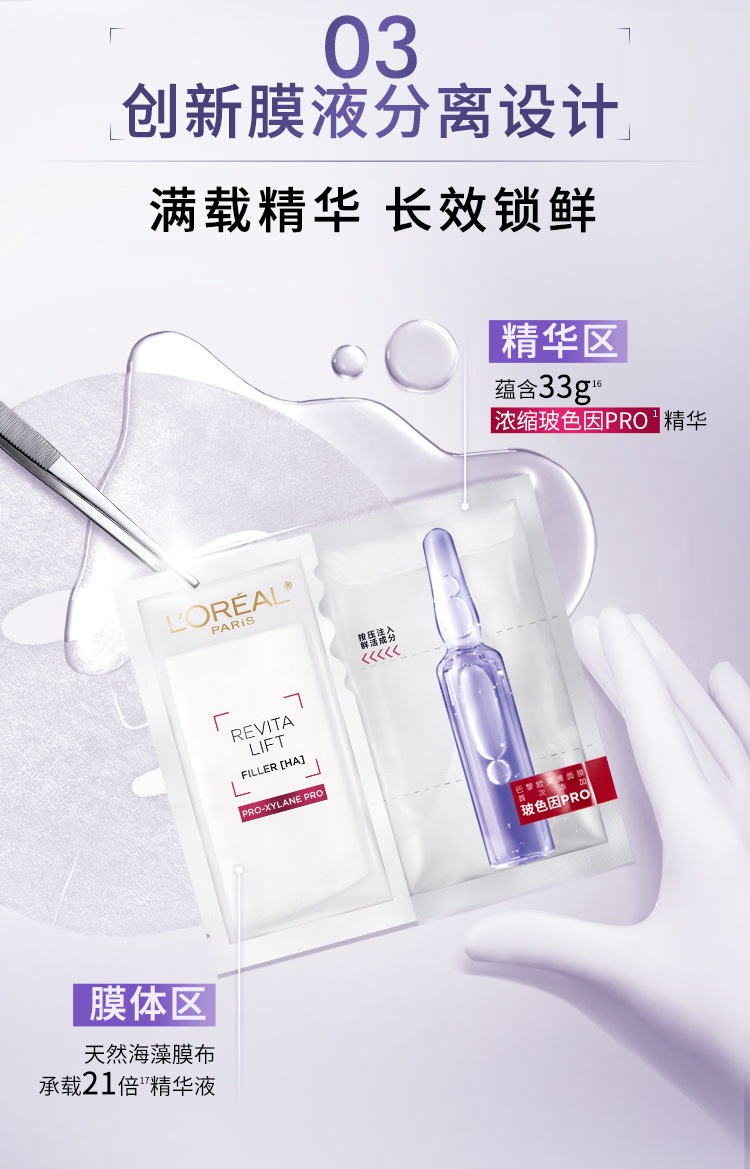 03
创新膜液分离设计
满载精华 长效锁鲜
精华区
蕴含33g16
浓缩玻色因PRO1精华
L'ORÉAL®
PARIS
按压注入
鲜活成分
REVITA
LIFT
FILLER [HA]
PRO-XYLANE PRO
玻色因PRO
膜体区
天然海藻膜布
承载21倍17精华液